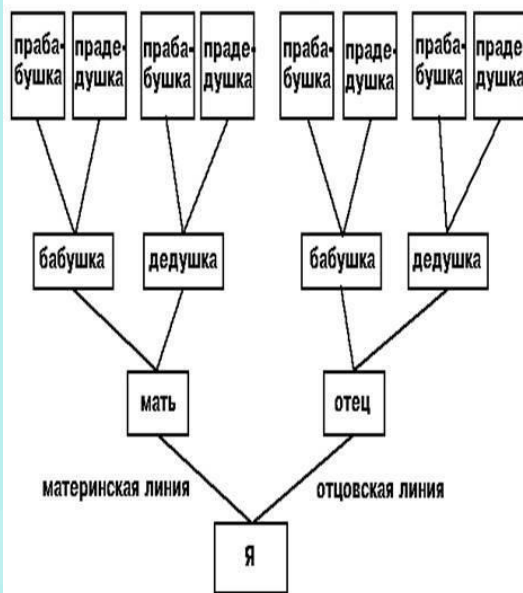 праба- праде- праба- праде- праба- праде- праба- праде-
бушка душка бушка душка бушка душка бушка душка
бабушка дедушка бабушка дедушка
мать отец
материнская линия отцовская линия
Я